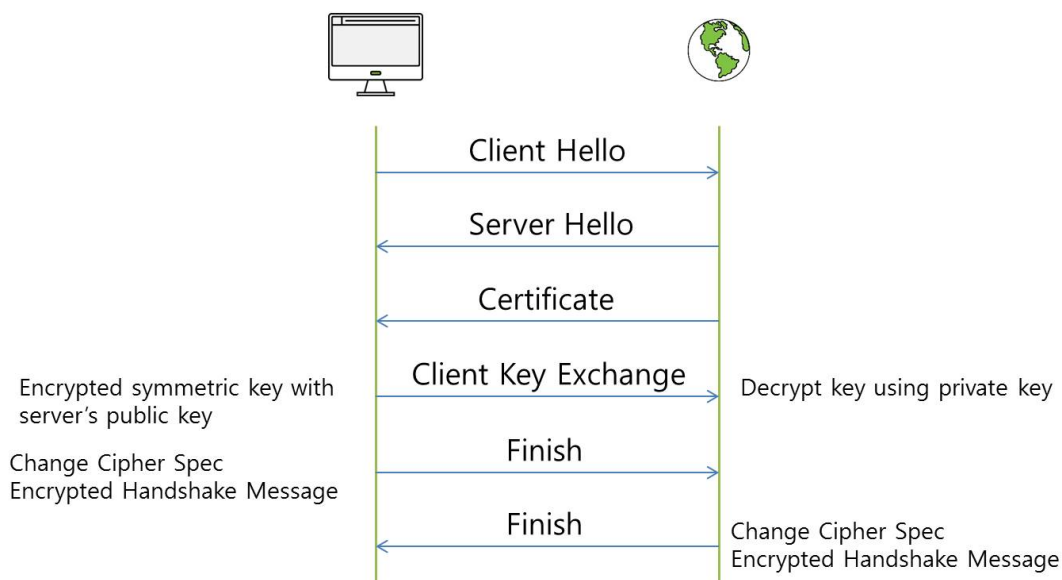 Client Hello
Server Hello
Certificate
Client Key Exchange
Encrypted symmetric key with
server's public key
Decrypt key using private key
Finish
Change Cipher Spec
Encrypted Handshake Message
Finish
Change Cipher Spec
Encrypted Handshake Message